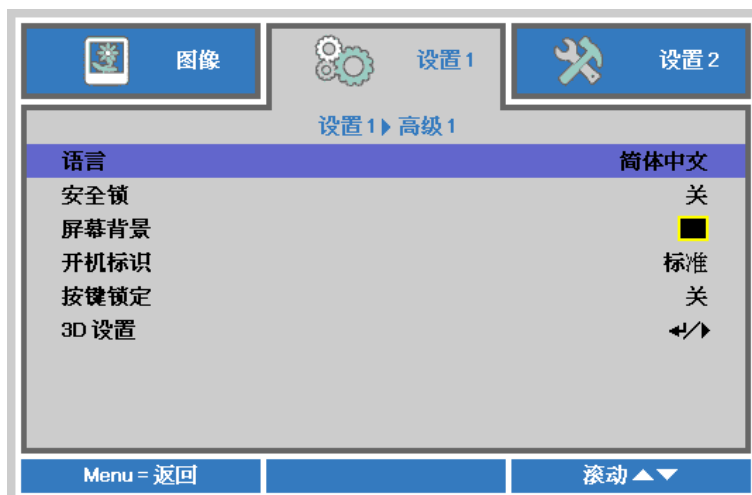 图像 设置1 设置2
设置1▶高级1
语言 简体中文
安全锁 关
屏幕背景
开机标识 标准
按键锁定 关
3D 设置 ↵/▶
Menu = 返回 滚动▲▼